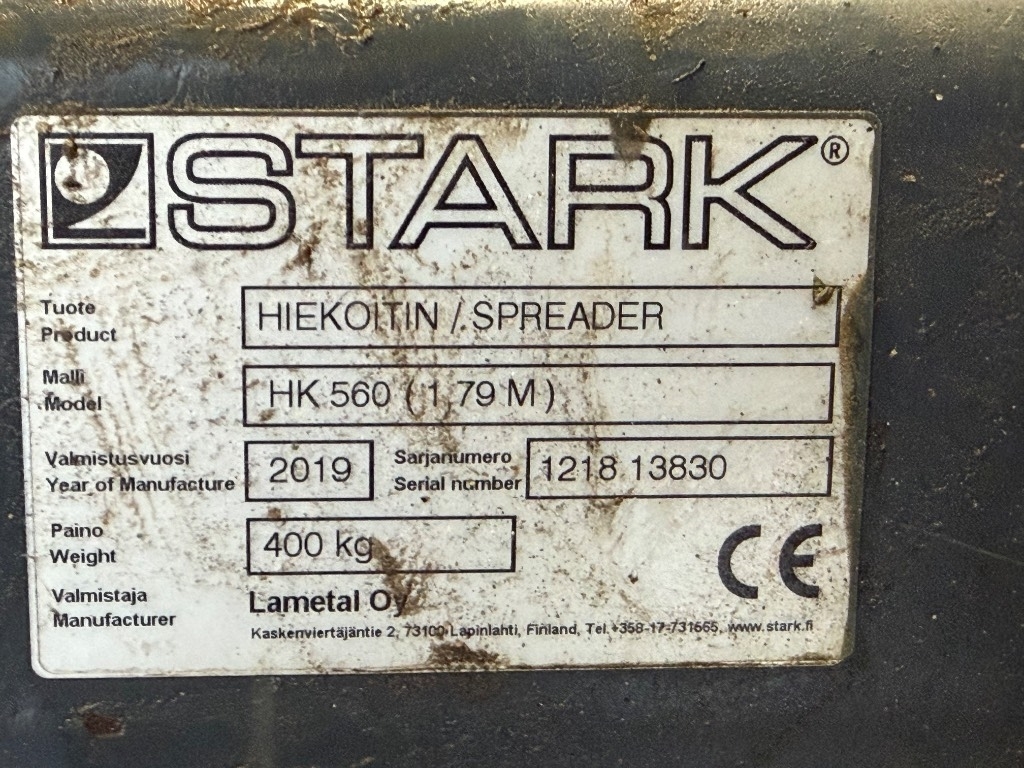 STARK®
Tuote
Product
HIEKOITIN / SPREADER
Malli
Model
HK 560 ( 1,79 M )
Valmistusvuosi
Year of Manufacture
2019
Sarjanumero
Serial number
1218 13830
Paino
Weight
400 kg
CE
Valmistaja
Manufacturer
Lametal Oy
Kaskenviertäjäntie 2, 73100 Lapinlahti, Finland, Tel.+358-17-731665, www.stark.fi